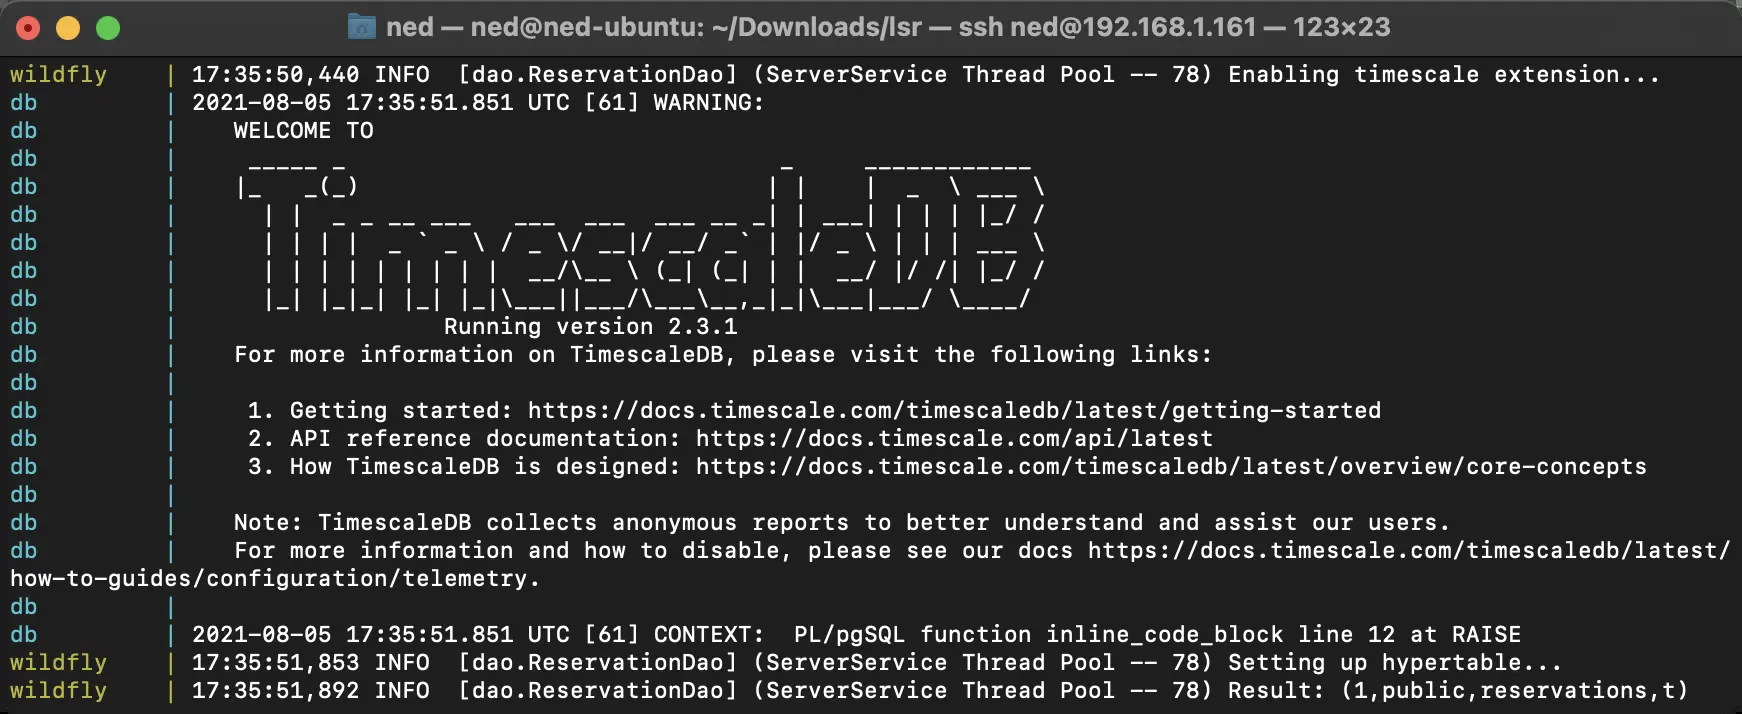 ned — ned@ned-ubuntu: ~/Downloads/lsr — ssh ned@192.168.1.161 — 123×23
wildfly    | 17:35:50,440 INFO  [dao.ReservationDao] (ServerService Thread Pool -- 78) Enabling timescale extension...
db         | 2021-08-05 17:35:51.851 UTC [61] WARNING:
db         |    WELCOME TO
db         |     _____ _                               _     ____________
db         |    |_   _(_)                             | |    |  _  \ ___ \
db         |      | |  _ _ __ ___   ___  ___  ___ __ _| | ___| | | | |_/ /
db         |      | | | |  _ ` _ \ / _ \/ __|/ __/ _` | |/ _ \ | | | ___ \
db         |      | | | | | | | | |  __/\__ \ (_| (_| | |  __/ |/ /| |_/ /
db         |      |_| |_|_| |_| |_|\___||___/\___\__,_|_|\___|___/ \____/
db         |                   Running version 2.3.1
db         |    For more information on TimescaleDB, please visit the following links:
db         |
db         |     1. Getting started: https://docs.timescale.com/timescaledb/latest/getting-started
db         |     2. API reference documentation: https://docs.timescale.com/api/latest
db         |     3. How TimescaleDB is designed: https://docs.timescale.com/timescaledb/latest/overview/core-concepts
db         |
db         |    Note: TimescaleDB collects anonymous reports to better understand and assist our users.
db         |    For more information and how to disable, please see our docs https://docs.timescale.com/timescaledb/latest/
how-to-guides/configuration/telemetry.
db         |
db         | 2021-08-05 17:35:51.851 UTC [61] CONTEXT:  PL/pgSQL function inline_code_block line 12 at RAISE
wildfly    | 17:35:51,853 INFO  [dao.ReservationDao] (ServerService Thread Pool -- 78) Setting up hypertable...
wildfly    | 17:35:51,892 INFO  [dao.ReservationDao] (ServerService Thread Pool -- 78) Result: (1,public,reservations,t)